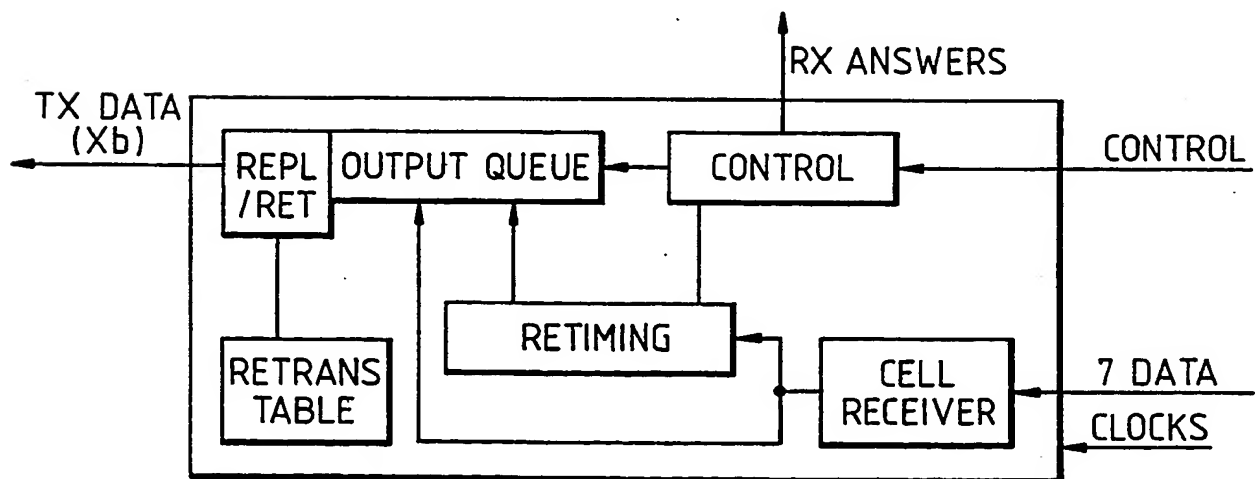 RX ANSWERS
TX DATA
(Xb)
REPL
/RET
OUTPUT QUEUE
CONTROL
CONTROL
RETIMING
RETRANS
TABLE
CELL
RECEIVER
7 DATA
CLOCKS